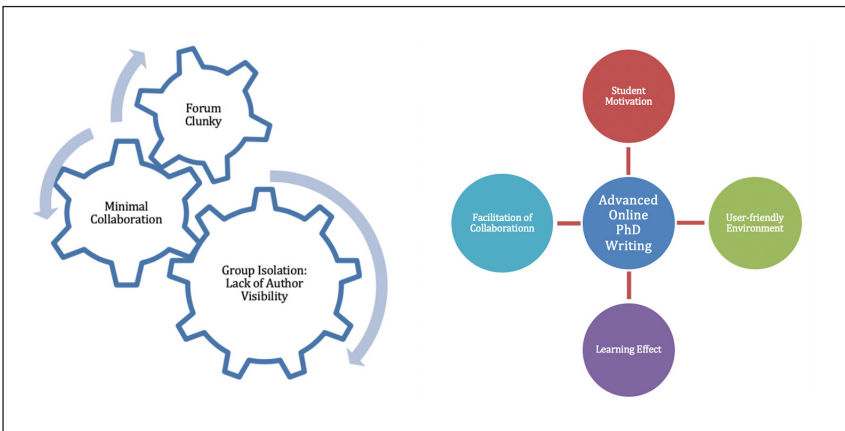 Forum
Clunky
Minimal
Collaboration
Group Isolation:
Lack of Author
Visibility
Student
Motivation
Facilitation of
Collaborationn
Advanced
Online
PhD
Writing
User-friendly
Environment
Learning Effect